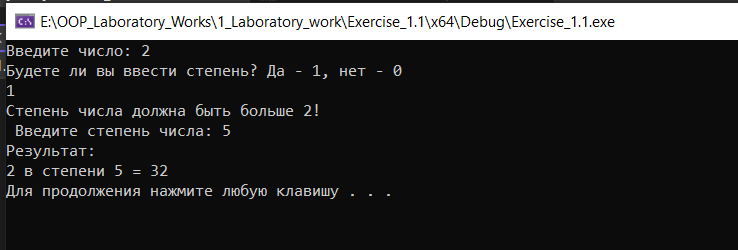 E:\OOP_Laboratory_Works\1_Laboratory_work\Exercise_1.1\x64\Debug\Exercise_1.1.exe
Введите число: 2
Будете ли вы ввести степень? Да - 1, нет - 0
1
Степень числа должна быть больше 2!
Введите степень числа: 5
Результат:
2 в степени 5 = 32
Для продолжения нажмите любую клавишу . . .